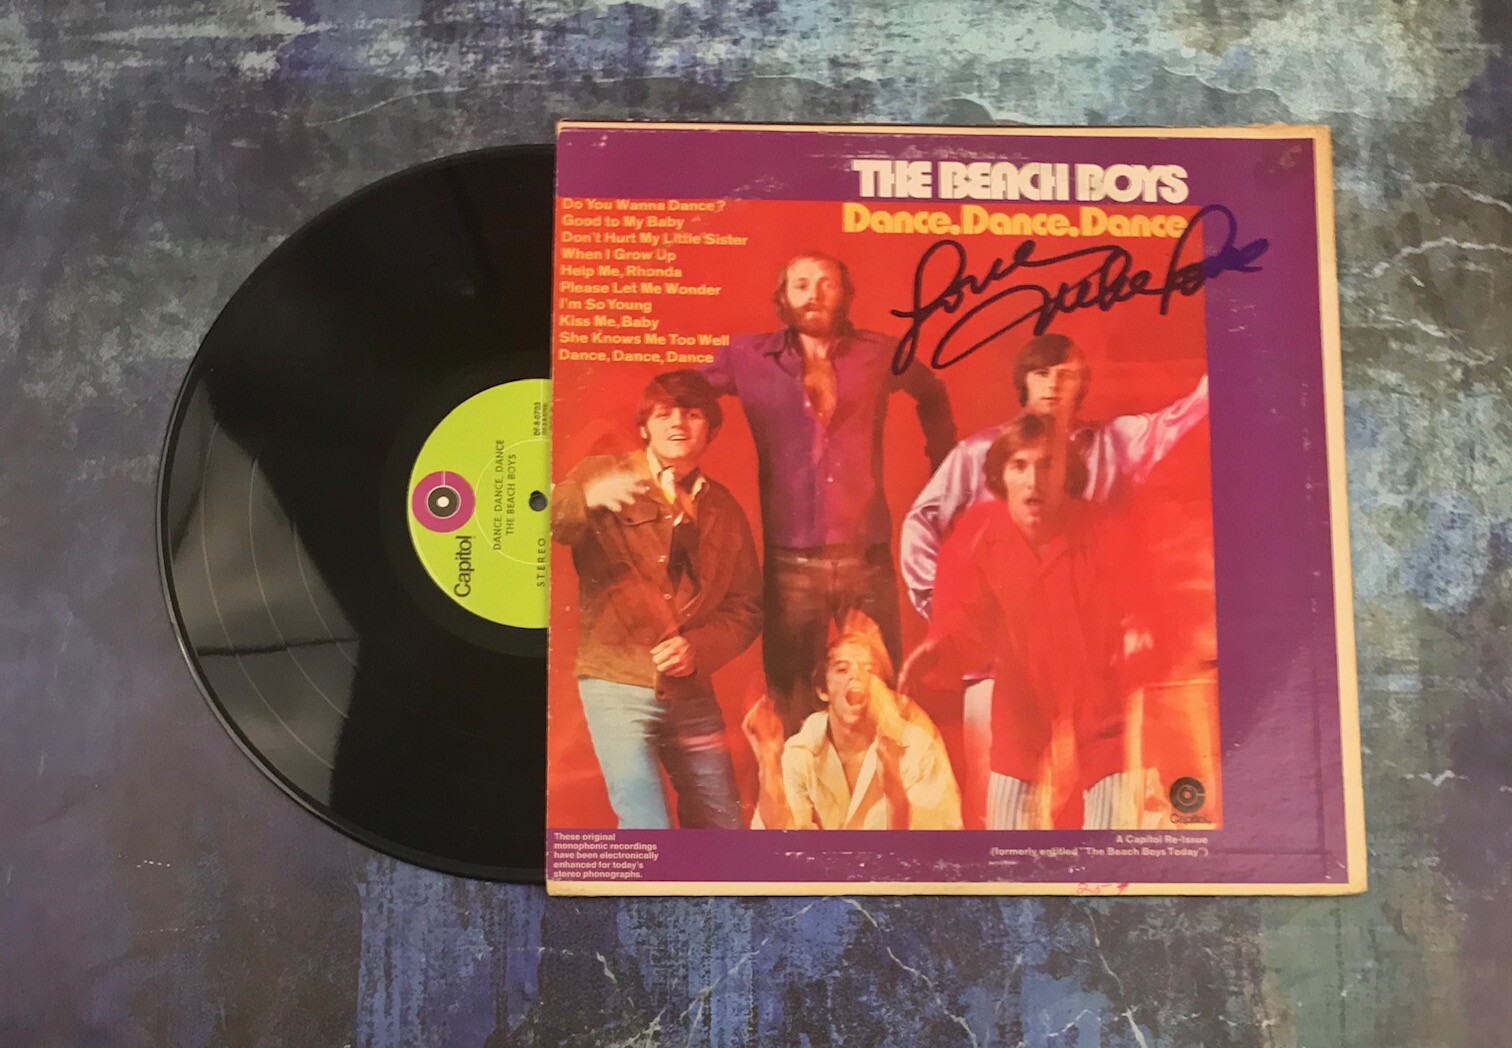 THE BEACH BOYS
Dance, Dance, Dance
Do You Wanna Dance?
Good to My Baby
Don't Hurt My Little Sister
When I Grow Up
Help Me, Rhonda
Please Let Me Wonder
I'm So Young
Kiss Me, Baby
She Knows Me Too Well
Dance, Dance, Dance
Love Mike Love
Capitol
DANCE, DANCE, DANCE
THE BEACH BOYS
STEREO
Capitol
These original
monophonic recordings
have been electronically
enhanced for today's
stereo phonographs.
A Capitol Re-Issue
(formerly entitled "The Beach Boys Today")